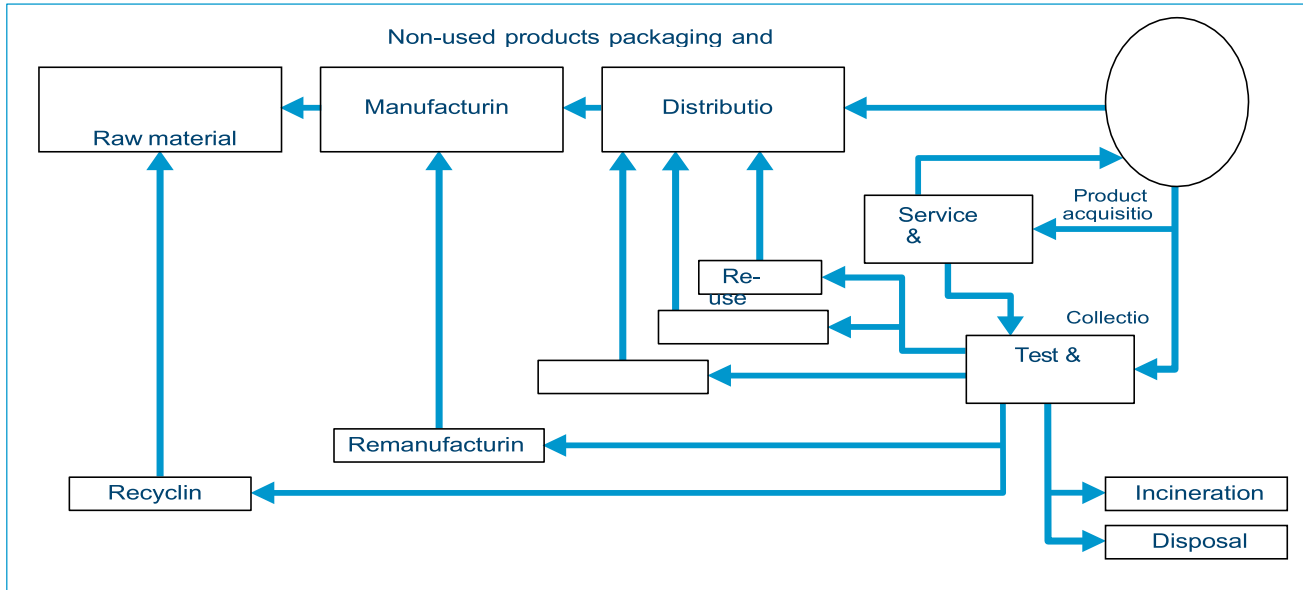 Non-used products packaging and
Manufacturin
Distributio
Raw material
Product
acquisitio
Service
&
Re-
use
Collectio
Test &
Remanufacturin
Recyclin
Incineration
Disposal